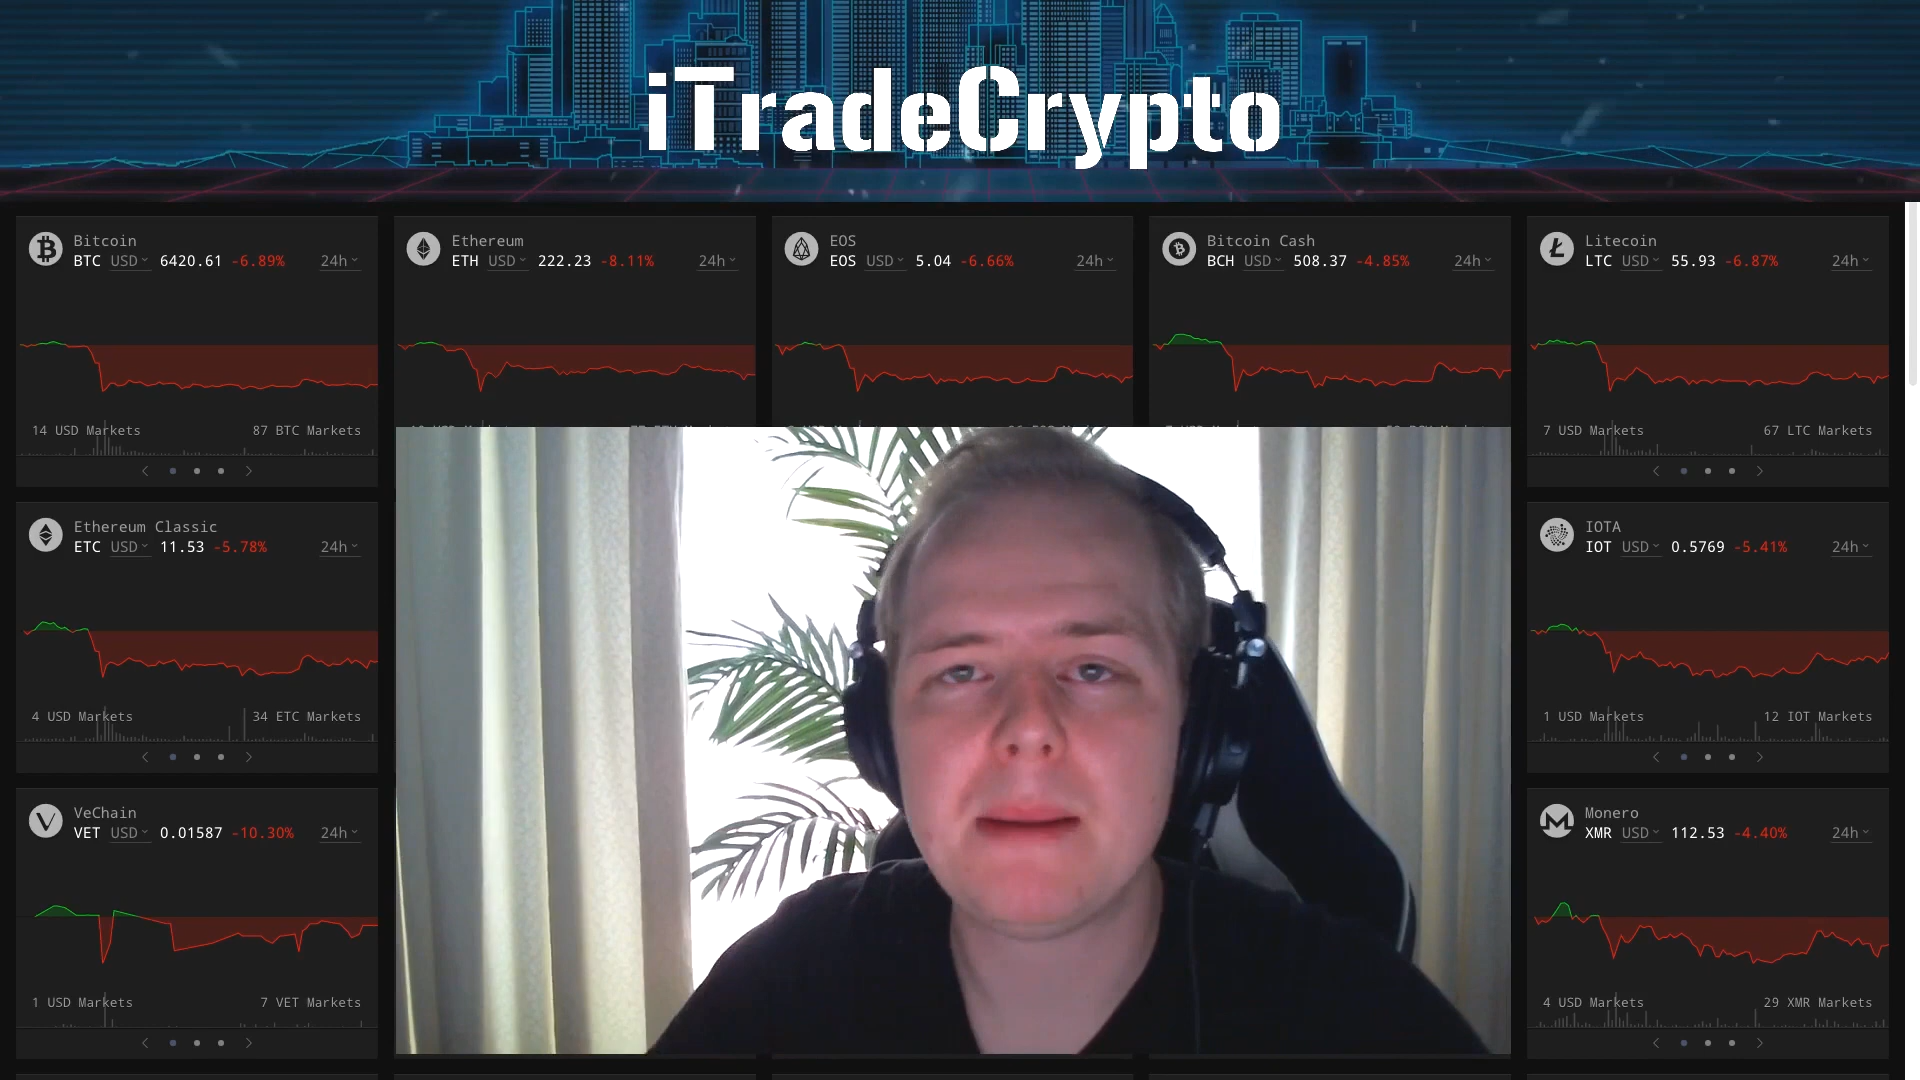 iTradeCrypto
Bitcoin
BTC USD 6420.61 -6.89% 24h
14 USD Markets 87 BTC Markets
Ethereum
ETH USD 222.23 -8.11% 24h
EOS
EOS USD 5.04 -6.66% 24h
Bitcoin Cash
BCH USD 508.37 -4.85% 24h
Litecoin
LTC USD 55.93 -6.87% 24h
7 USD Markets 67 LTC Markets
Ethereum Classic
ETC USD 11.53 -5.78% 24h
4 USD Markets 34 ETC Markets
IOTA
IOT USD 0.5769 -5.41% 24h
1 USD Markets 12 IOT Markets
VeChain
VET USD 0.01587 -10.30% 24h
1 USD Markets 7 VET Markets
Monero
XMR USD 112.53 -4.40% 24h
4 USD Markets 29 XMR Markets